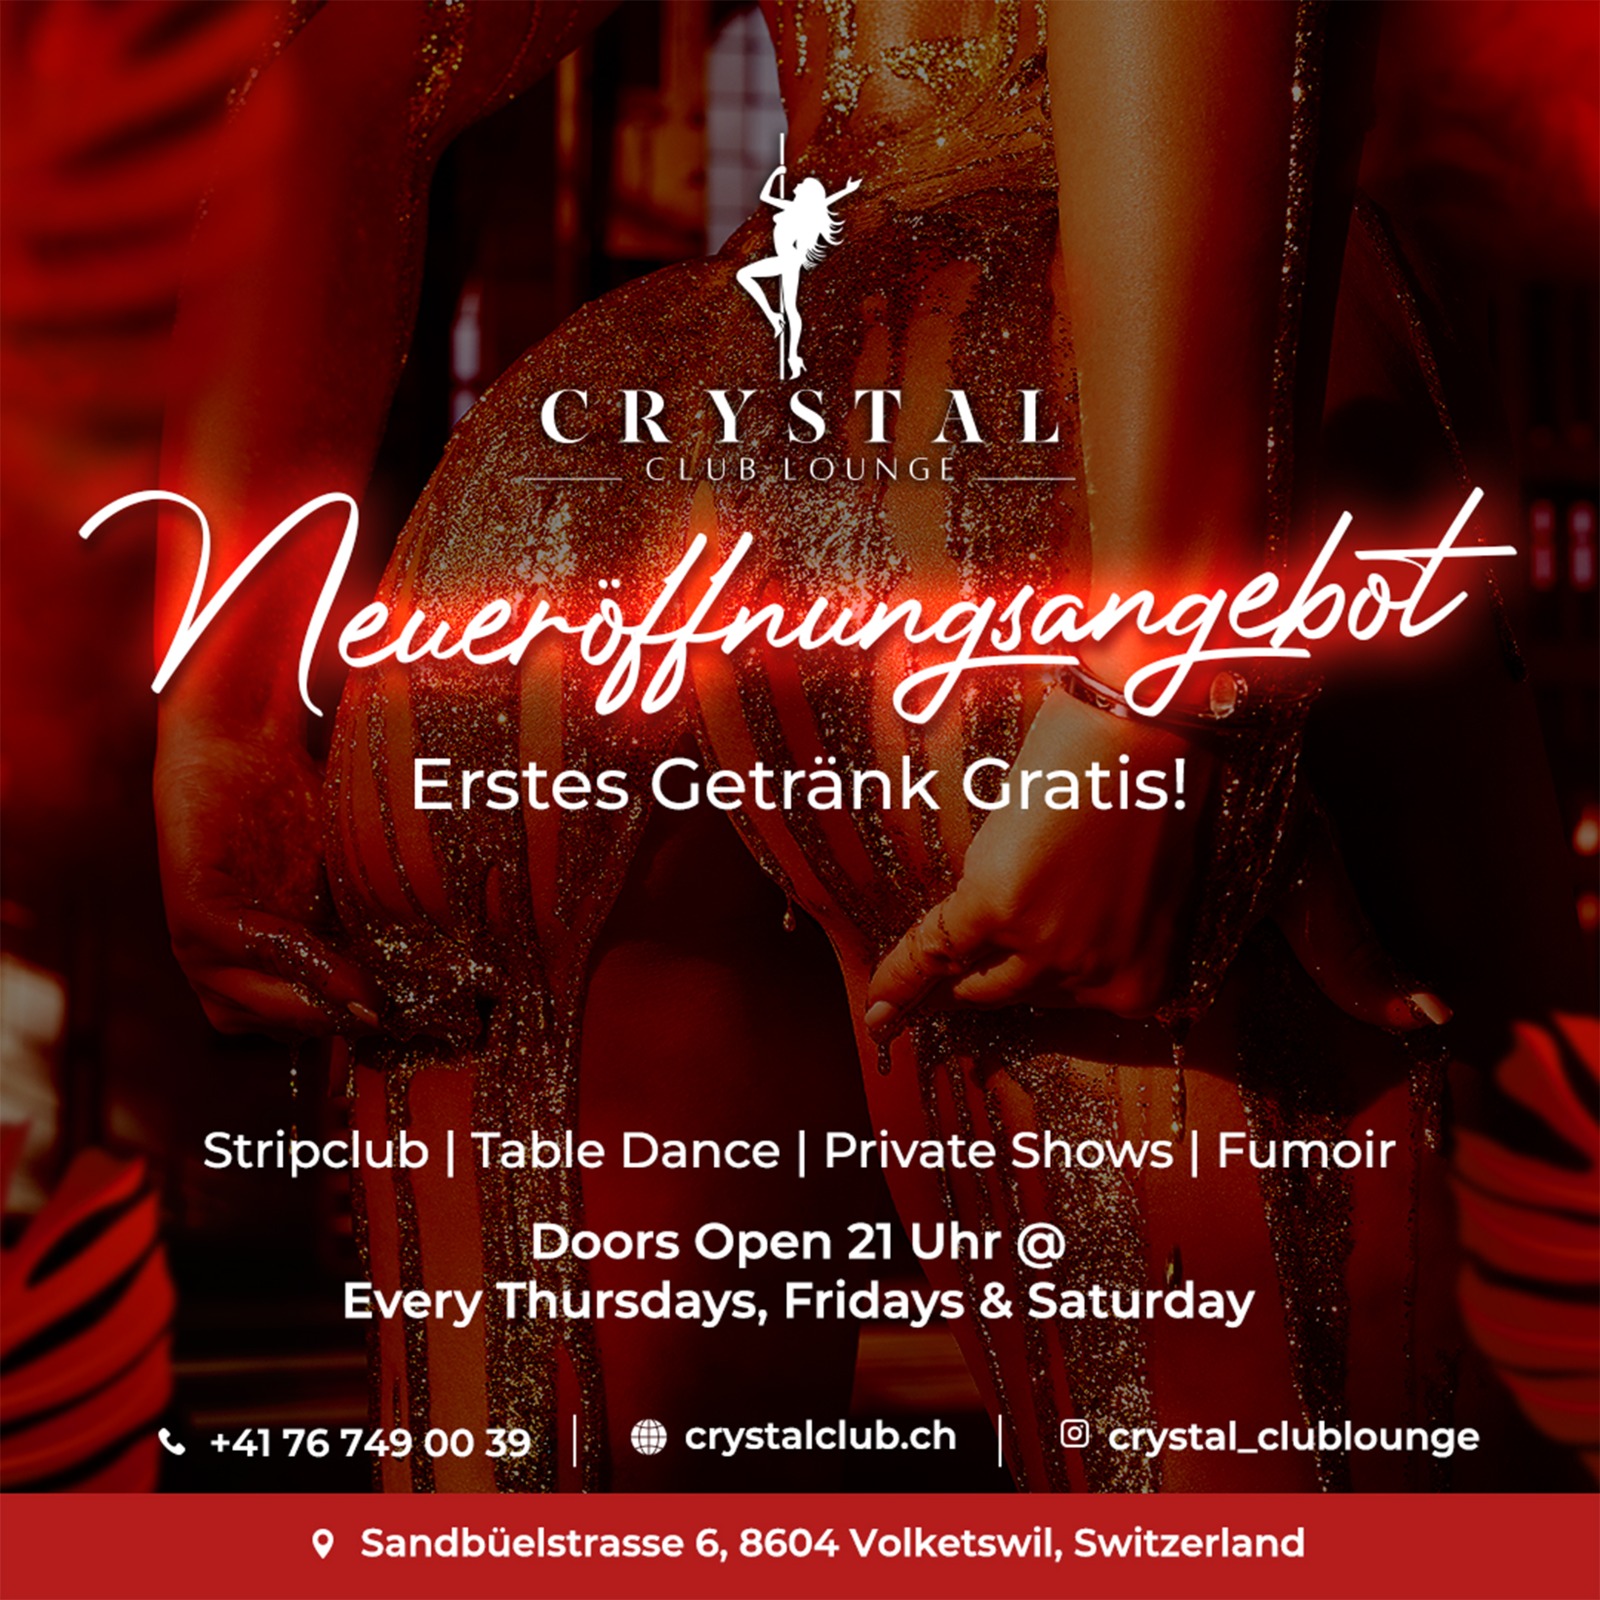 CRYSTAL
CLUB LOUNGE
Neueröffnungsangebot
Erstes Getränk Gratis!
Stripclub | Table Dance | Private Shows | Fumoir
Doors Open 21 Uhr @
Every Thursdays, Fridays & Saturday
+41 76 749 00 39 | crystalclub.ch | crystal_clublounge
Sandbüelstrasse 6, 8604 Volketswil, Switzerland